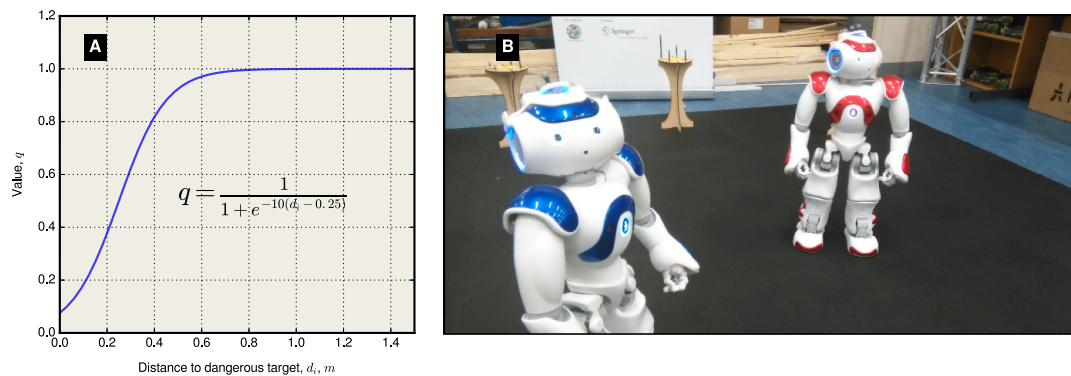 A
1.2
1.0
0.8
0.6
0.4
0.2
0.0
Value, q
q = 1 / (1 + e^{-10(d_i - 0.25)})
0.0 0.2 0.4 0.6 0.8 1.0 1.2 1.4
Distance to dangerous target, d_i, m
B
Springer